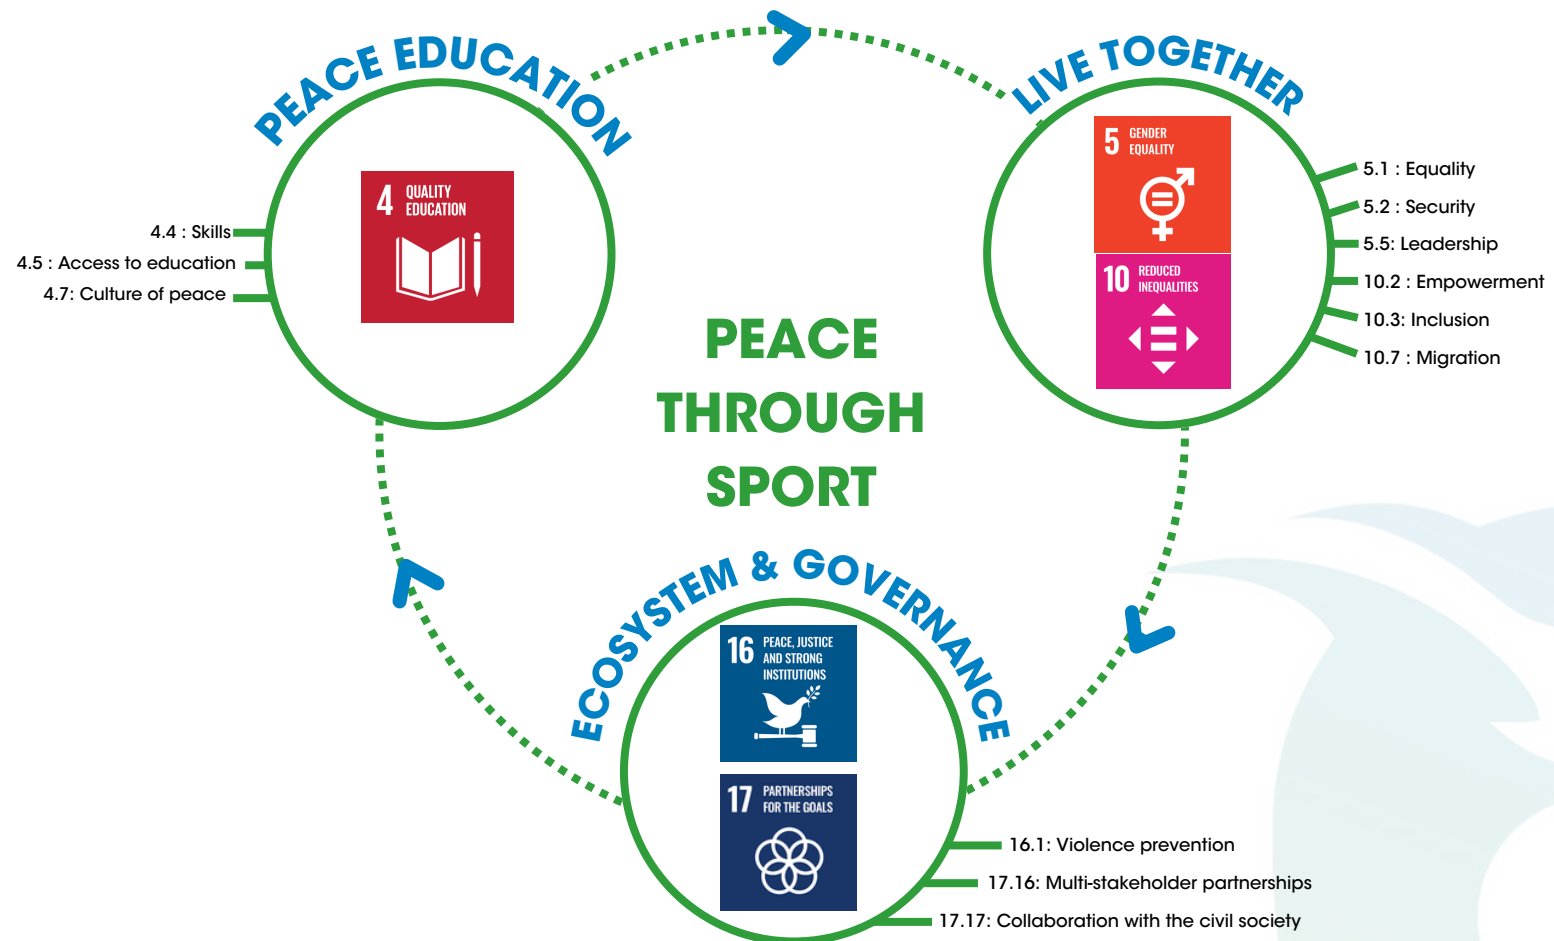 PEACE EDUCATION
4 QUALITY
EDUCATION
4.4 : Skills
4.5 : Access to education
4.7: Culture of peace
LIVE TOGETHER
5 GENDER
EQUALITY
10 REDUCED
INEQUALITIES
5.1 : Equality
5.2 : Security
5.5: Leadership
10.2 : Empowerment
10.3: Inclusion
10.7 : Migration
PEACE
THROUGH
SPORT
ECOSYSTEM & GOVERNANCE
16 PEACE, JUSTICE
AND STRONG
INSTITUTIONS
17 PARTNERSHIPS
FOR THE GOALS
16.1: Violence prevention
17.16: Multi-stakeholder partnerships
17.17: Collaboration with the civil society